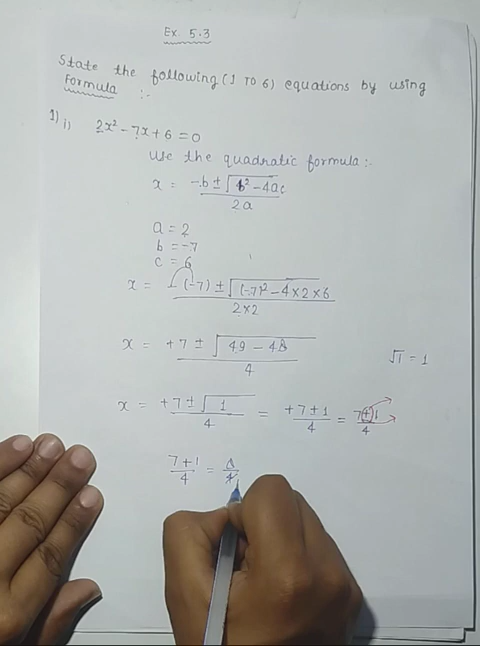 Ex. 5.3
State the following (1 TO 6) equations by using
Formula :-
1) i) 2x² - 7x + 6 = 0
Use the quadratic formula:-
x = -b ± √b² - 4ac / 2a
a = 2
b = -7
c = 6
x = -(-7) ± √(-7)² - 4×2×6 / 2×2
x = +7 ± √49 - 48 / 4 √1 = 1
x = +7 ± √1 / 4 = +7 ± 1 / 4 = 7 ± 1 / 4
7 + 1 / 4 = 8 / 4